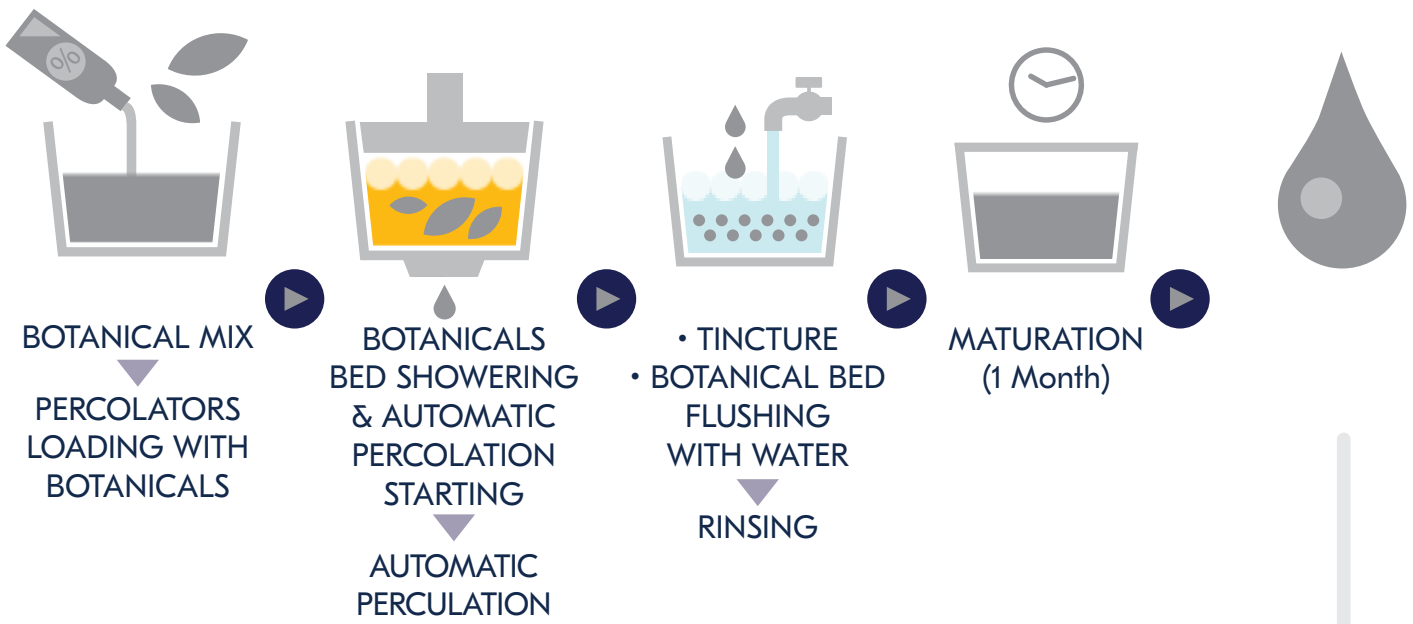 %
BOTANICAL MIX
PERCOLATORS
LOADING WITH
BOTANICALS
BOTANICALS
BED SHOWERING
& AUTOMATIC
PERCOLATION
STARTING
AUTOMATIC
PERCULATION
• TINCTURE
• BOTANICAL BED
FLUSHING
WITH WATER
RINSING
MATURATION
(1 Month)